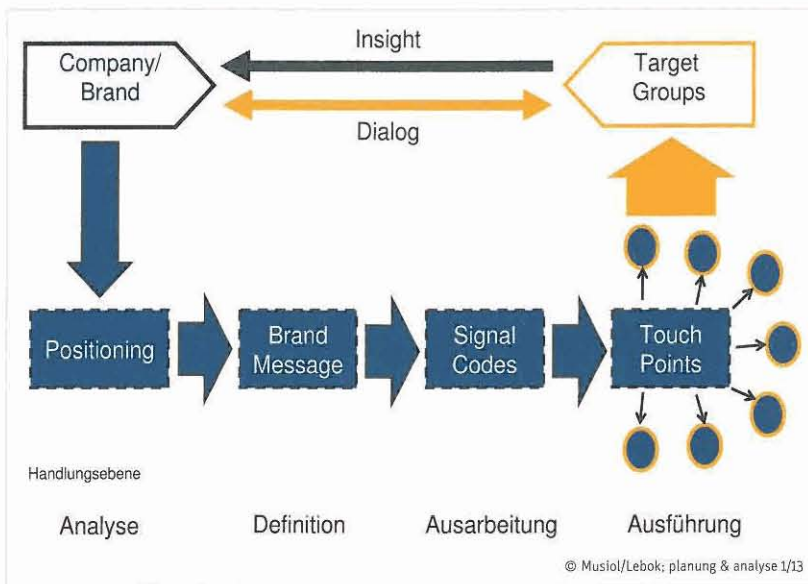 Company/
Brand
Insight
Dialog
Target
Groups
Positioning
Brand
Message
Signal
Codes
Touch
Points
Handlungsebene
Analyse
Definition
Ausarbeitung
Ausführung
© Musiol/Lebok; planung & analyse 1/13